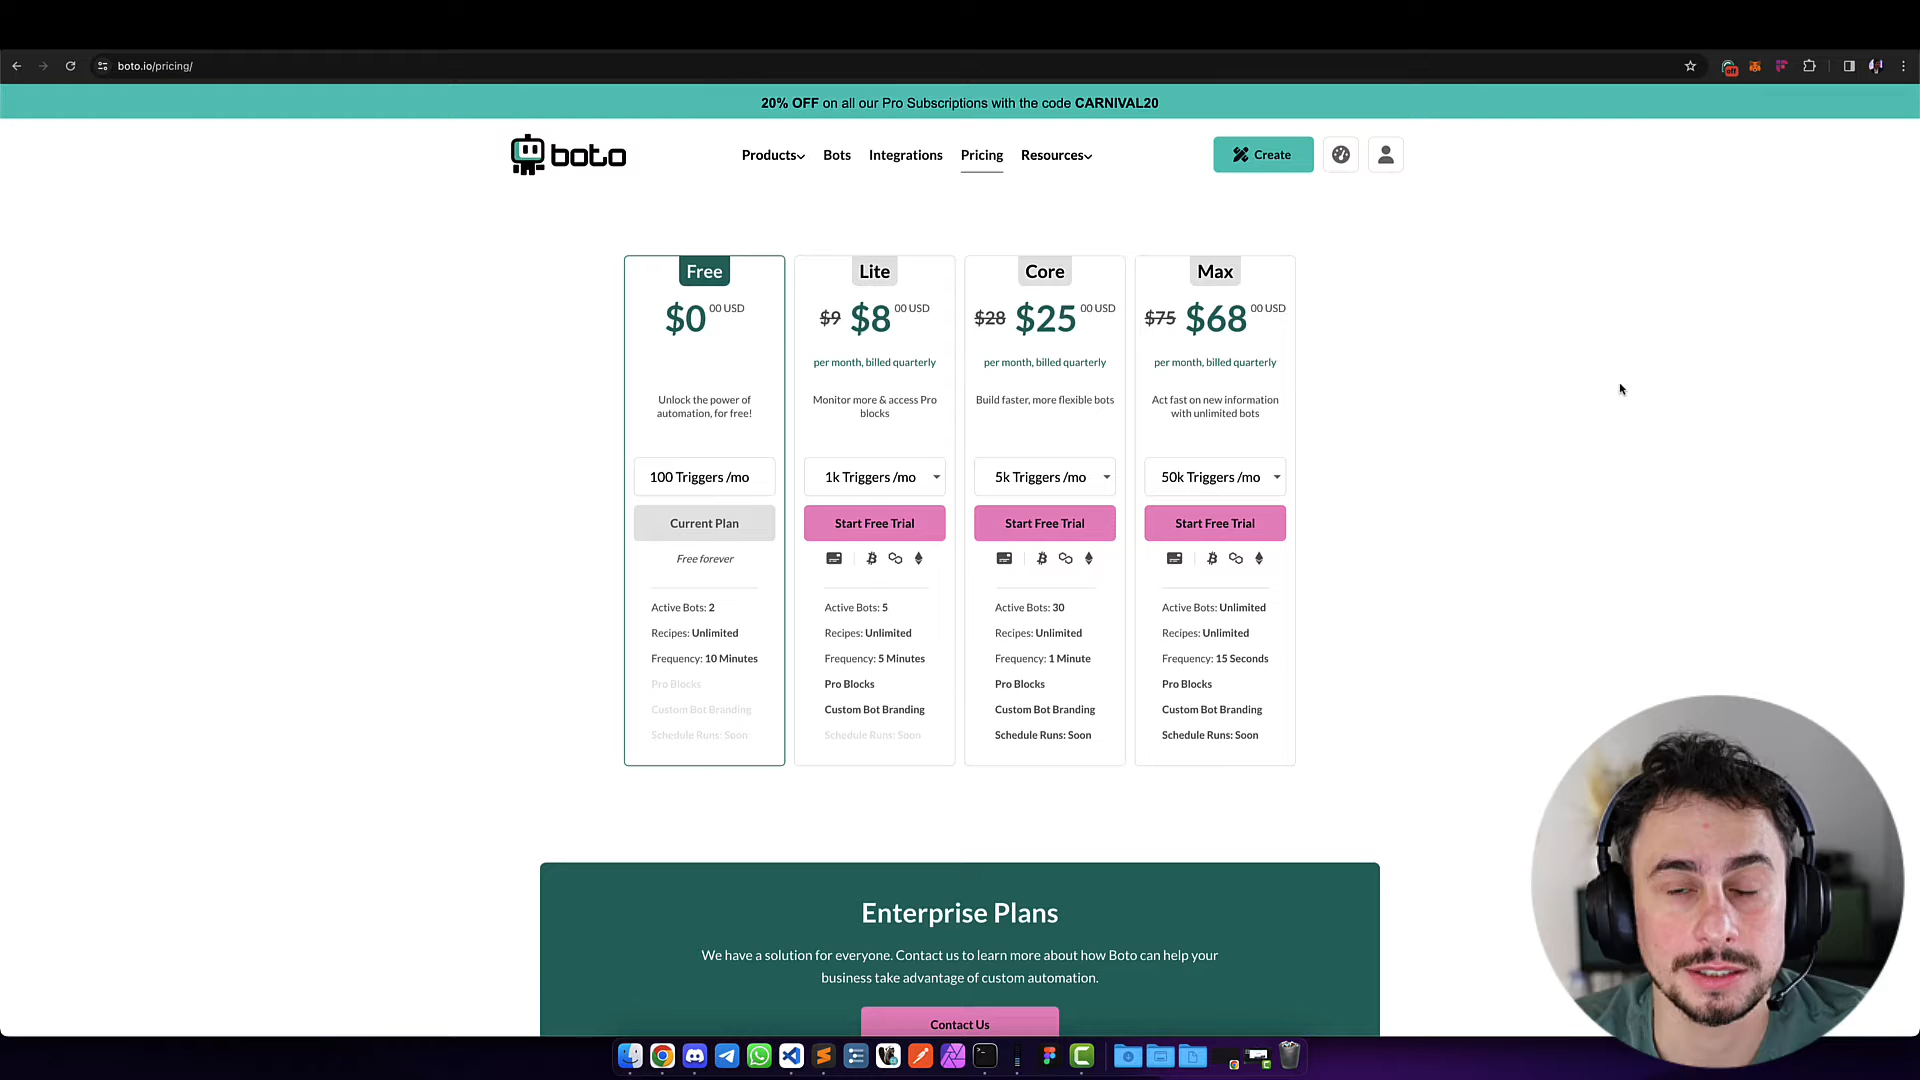 boto.io/pricing/
off
20% OFF on all our Pro Subscriptions with the code CARNIVAL20
boto
Products
Bots
Integrations
Pricing
Resources
Create
Free
$0 00 USD
Unlock the power of
automation, for free!
100 Triggers /mo
Current Plan
Free forever
Active Bots: 2
Recipes: Unlimited
Frequency: 10 Minutes
Pro Blocks
Custom Bot Branding
Schedule Runs: Soon
Lite
$9 $8 00 USD
per month, billed quarterly
Monitor more & access Pro
blocks
1k Triggers /mo
Start Free Trial
Active Bots: 5
Recipes: Unlimited
Frequency: 5 Minutes
Pro Blocks
Custom Bot Branding
Schedule Runs: Soon
Core
$28 $25 00 USD
per month, billed quarterly
Build faster, more flexible bots
5k Triggers /mo
Start Free Trial
Active Bots: 30
Recipes: Unlimited
Frequency: 1 Minute
Pro Blocks
Custom Bot Branding
Schedule Runs: Soon
Max
$75 $68 00 USD
per month, billed quarterly
Act fast on new information
with unlimited bots
50k Triggers /mo
Start Free Trial
Active Bots: Unlimited
Recipes: Unlimited
Frequency: 15 Seconds
Pro Blocks
Custom Bot Branding
Schedule Runs: Soon
Enterprise Plans
We have a solution for everyone. Contact us to learn more about how Boto can help your
business take advantage of custom automation.
Contact Us